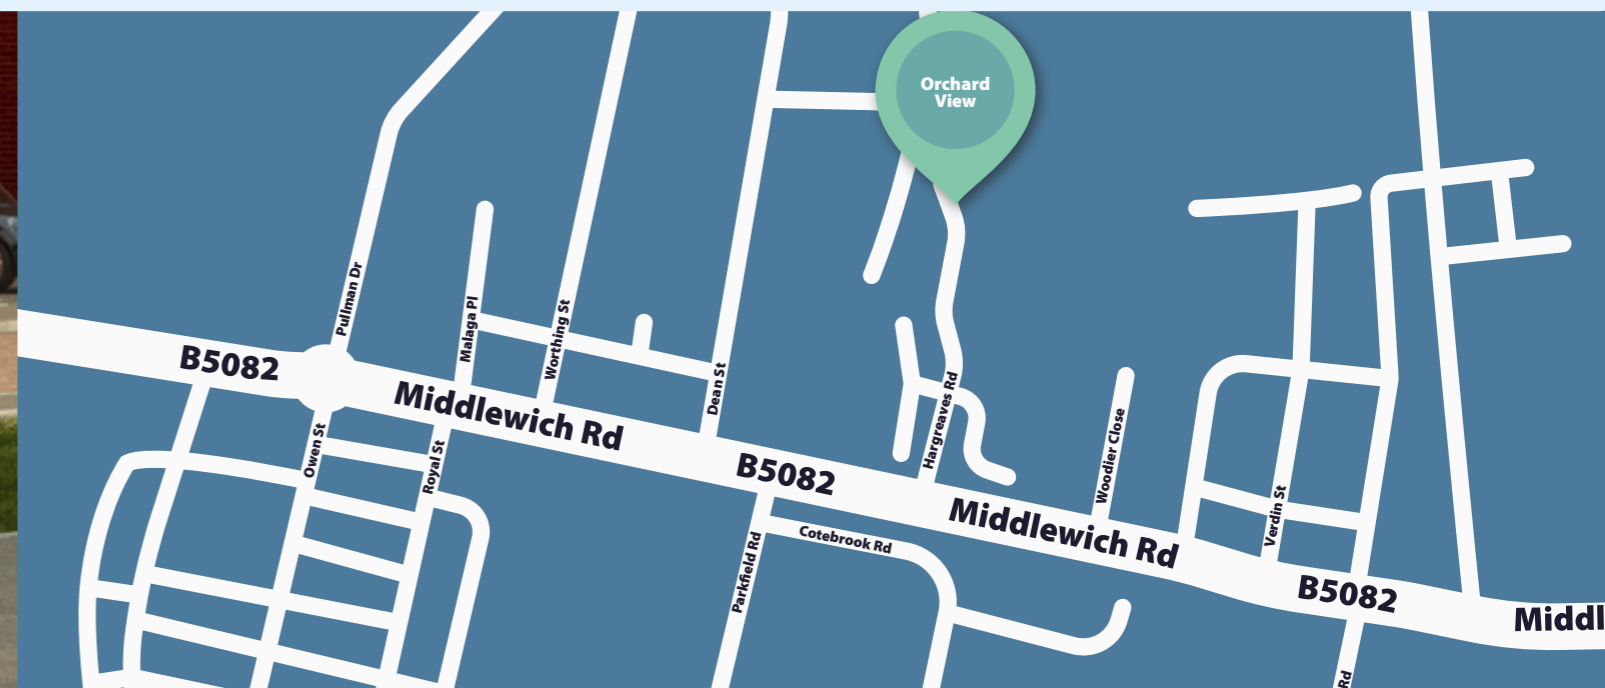 Orchard
View
Pullman Dr
Malaga Pl
Worthing St
Dean St
B5082
Middlewich Rd
Owen St
Royal St
Hargreaves Rd
Woodier Close
B5082
Middlewich Rd
Verdin St
Cotebrook Rd
Parkfield Rd
B5082
Middl
Rd